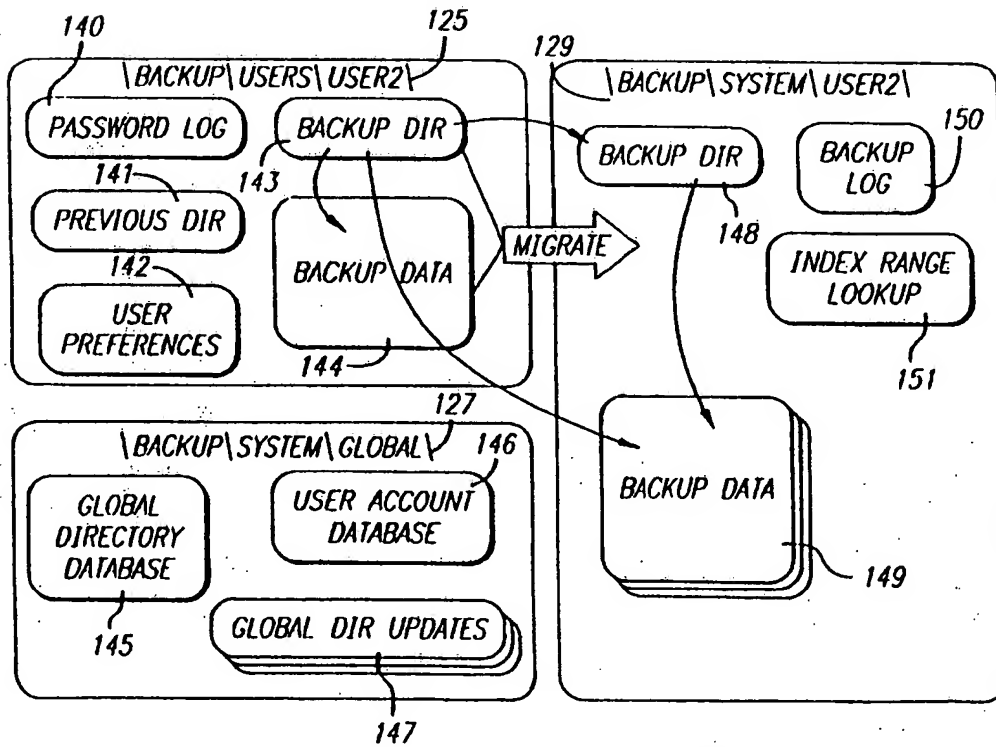 140
125
\BACKUP\USERS\USER2\
PASSWORD LOG
BACKUP DIR
141
143
PREVIOUS DIR
142
USER
PREFERENCES
BACKUP DATA
144
MIGRATE
129
\BACKUP\SYSTEM\USER2\
BACKUP DIR
148
BACKUP
LOG
150
INDEX RANGE
LOOKUP
151
BACKUP DATA
149
127
\BACKUP\SYSTEM\GLOBAL\
146
GLOBAL
DIRECTORY
DATABASE
145
USER ACCOUNT
DATABASE
GLOBAL DIR UPDATES
147